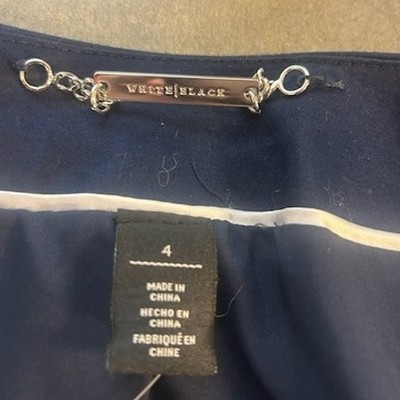 WHITE|BLACK
4
MADE IN
CHINA
HECHO EN
CHINA
FABRIQUÉ EN
CHINE